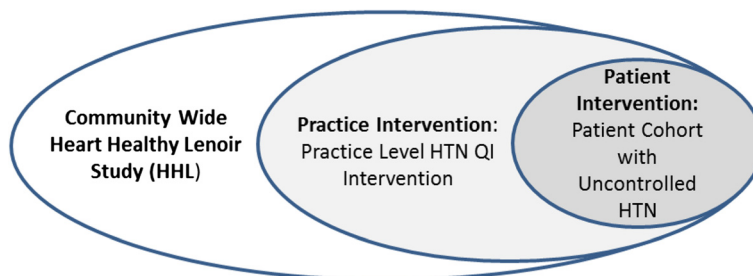 Community Wide
Heart Healthy Lenoir
Study (HHL)
Practice Intervention:
Practice Level HTN QI
Intervention
Patient
Intervention:
Patient Cohort
with
Uncontrolled
HTN